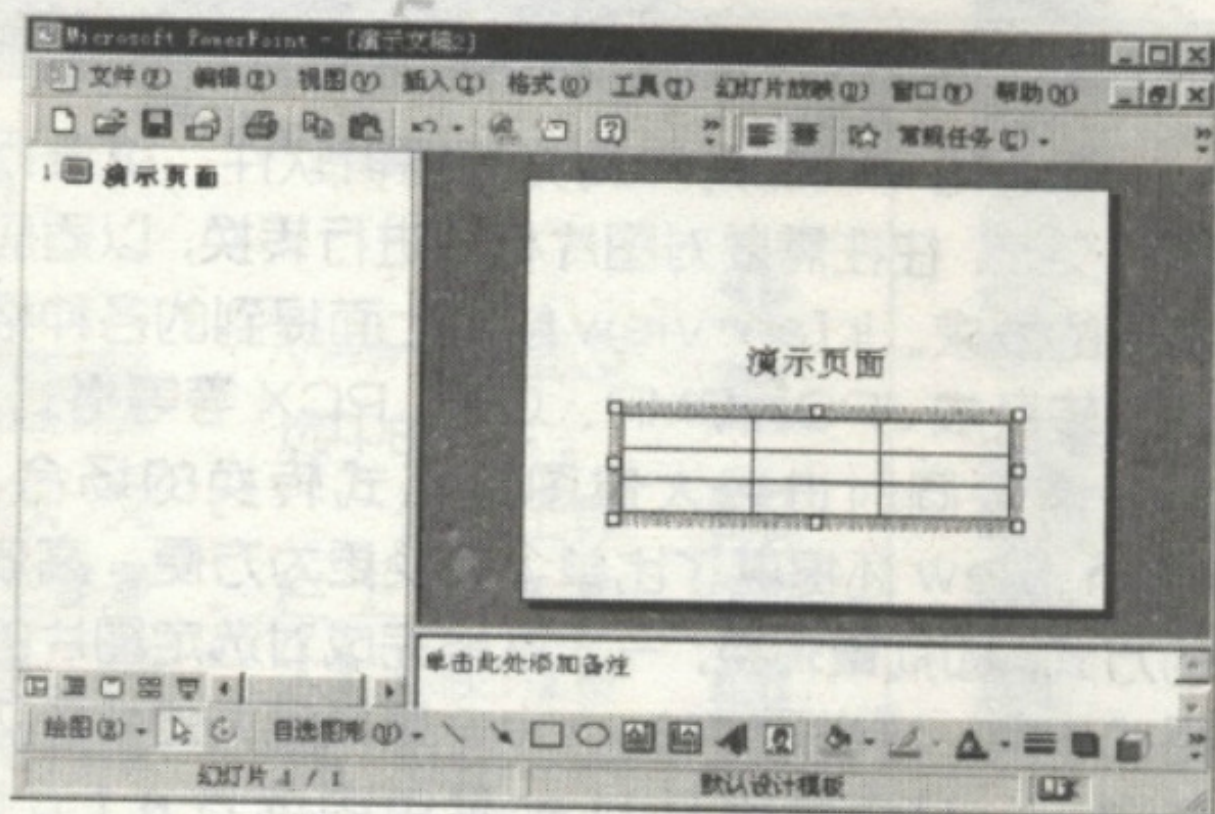 Microsoft PowerPoint - [演示文稿2]
文件(F) 编辑(E) 视图(V) 插入(I) 格式(O) 工具(T) 幻灯片放映(D) 窗口(W) 帮助(H)
常规任务(C)
1 演示页面
演示页面
单击此处添加备注
绘图(R) 自选图形(U)
幻灯片 1 / 1 默认设计模板